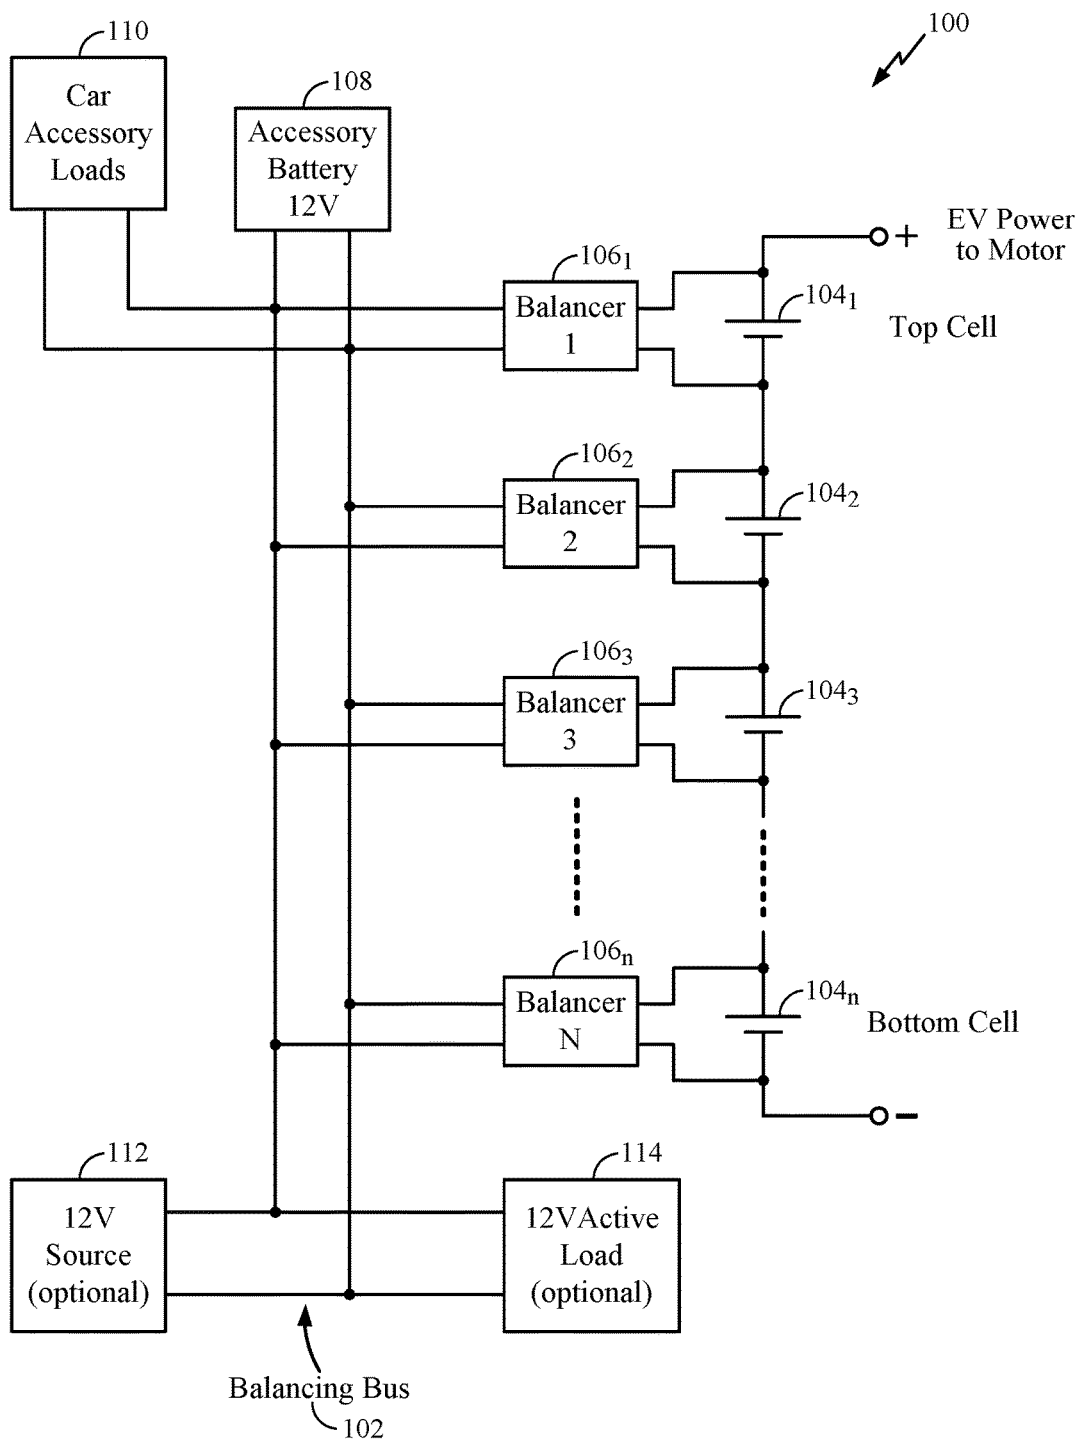 100
110
Car
Accessory
Loads
108
Accessory
Battery
12V
EV Power
to Motor
+
106₁
Balancer
1
104₁
Top Cell
106₂
Balancer
2
104₂
106₃
Balancer
3
104₃
106ₙ
Balancer
N
104ₙ
Bottom Cell
−
112
12V
Source
(optional)
114
12VActive
Load
(optional)
Balancing Bus
102